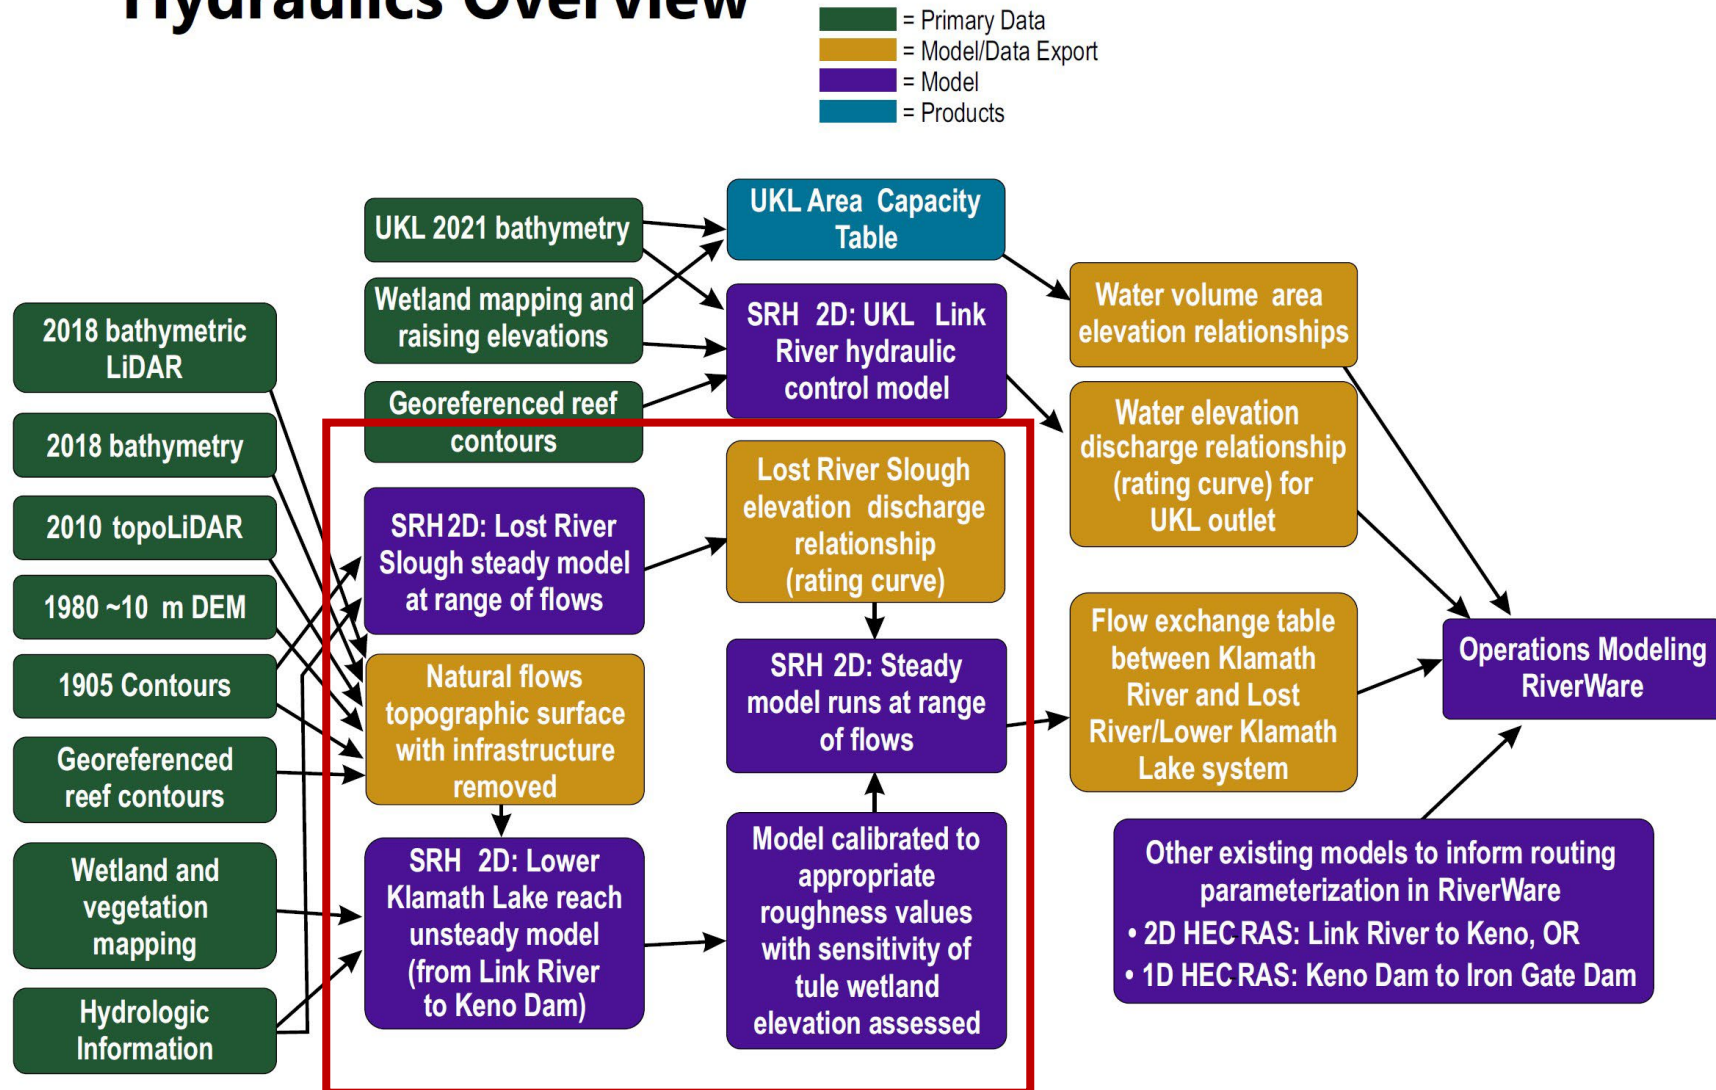 Hydraulics Overview
= Primary Data
= Model/Data Export
= Model
= Products
2018 bathymetric
LiDAR
2018 bathymetry
2010 topoLiDAR
1980 ~10 m DEM
1905 Contours
Georeferenced
reef contours
Wetland and
vegetation
mapping
Hydrologic
Information
UKL 2021 bathymetry
Wetland mapping and
raising elevations
Georeferenced reef
contours
SRH 2D: Lost River
Slough steady model
at range of flows
Natural flows
topographic surface
with infrastructure
removed
SRH 2D: Lower
Klamath Lake reach
unsteady model
(from Link River
to Keno Dam)
UKL Area Capacity
Table
SRH 2D: UKL Link
River hydraulic
control model
Lost River Slough
elevation discharge
relationship
(rating curve)
SRH 2D: Steady
model runs at range
of flows
Model calibrated to
appropriate
roughness values
with sensitivity of
tule wetland
elevation assessed
Water volume area
elevation relationships
Water elevation
discharge relationship
(rating curve) for
UKL outlet
Flow exchange table
between Klamath
River and Lost
River/Lower Klamath
Lake system
Operations Modeling
RiverWare
Other existing models to inform routing
parameterization in RiverWare
• 2D HEC RAS: Link River to Keno, OR
• 1D HEC RAS: Keno Dam to Iron Gate Dam